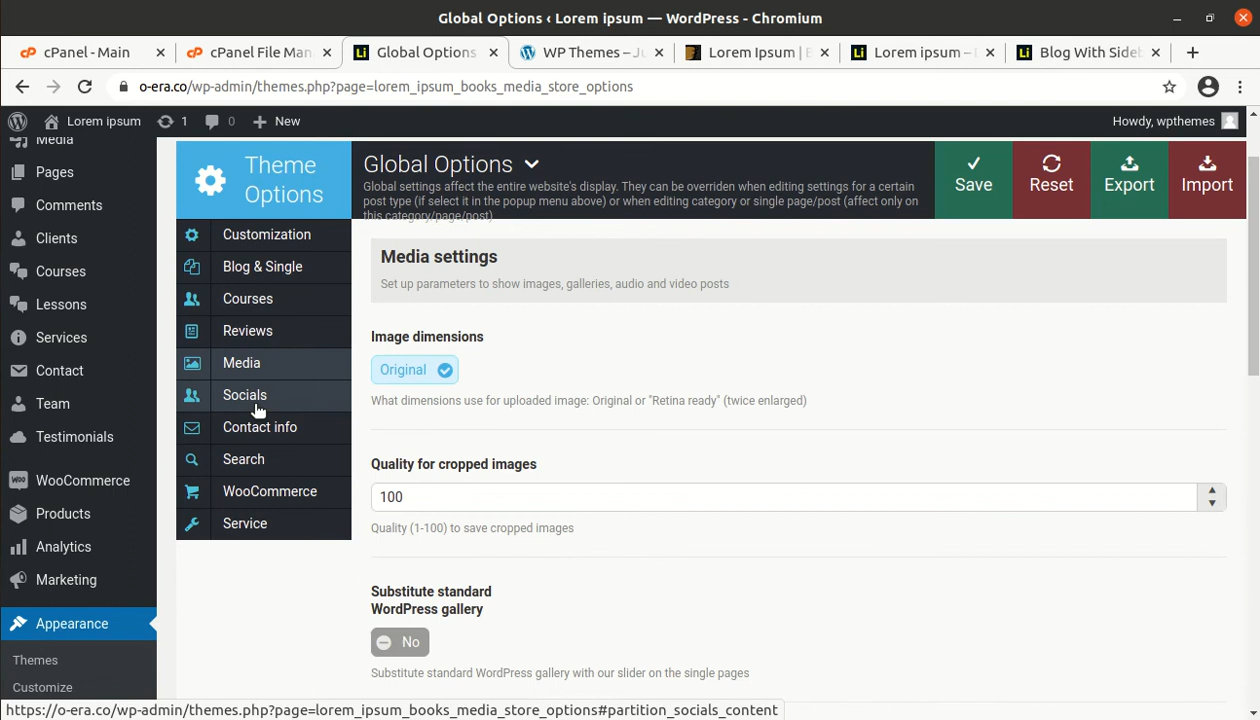 Global Options ‹ Lorem ipsum — WordPress - Chromium
cPanel - Main
cPanel File Man
Global Options
WP Themes – Ju
Lorem Ipsum | B
Lorem ipsum –
Blog With Sideb
o-era.co/wp-admin/themes.php?page=lorem_ipsum_books_media_store_options
Lorem ipsum
1
0
New
Howdy, wpthemes
Media
Pages
Comments
Clients
Courses
Lessons
Services
Contact
Team
Testimonials
WooCommerce
Products
Analytics
Marketing
Appearance
Themes
Customize
Theme
Options
Global Options
Global settings affect the entire website's display. They can be overriden when editing settings for a certain
post type (if select it in the popup menu above) or when editing category or single page/post (affect only on
this category/page/post)
Save
Reset
Export
Import
Customization
Blog & Single
Courses
Reviews
Media
Socials
Contact info
Search
WooCommerce
Service
Media settings
Set up parameters to show images, galleries, audio and video posts
Image dimensions
Original
What dimensions use for uploaded image: Original or "Retina ready" (twice enlarged)
Quality for cropped images
100
Quality (1-100) to save cropped images
Substitute standard
WordPress gallery
No
Substitute standard WordPress gallery with our slider on the single pages
https://o-era.co/wp-admin/themes.php?page=lorem_ipsum_books_media_store_options#partition_socials_content